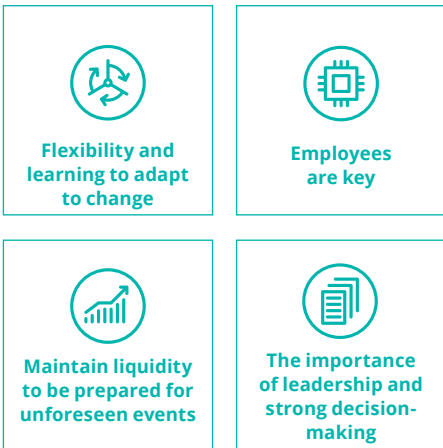 Flexibility and
learning to adapt
to change
Employees
are key
Maintain liquidity
to be prepared for
unforeseen events
The importance
of leadership and
strong decision-
making